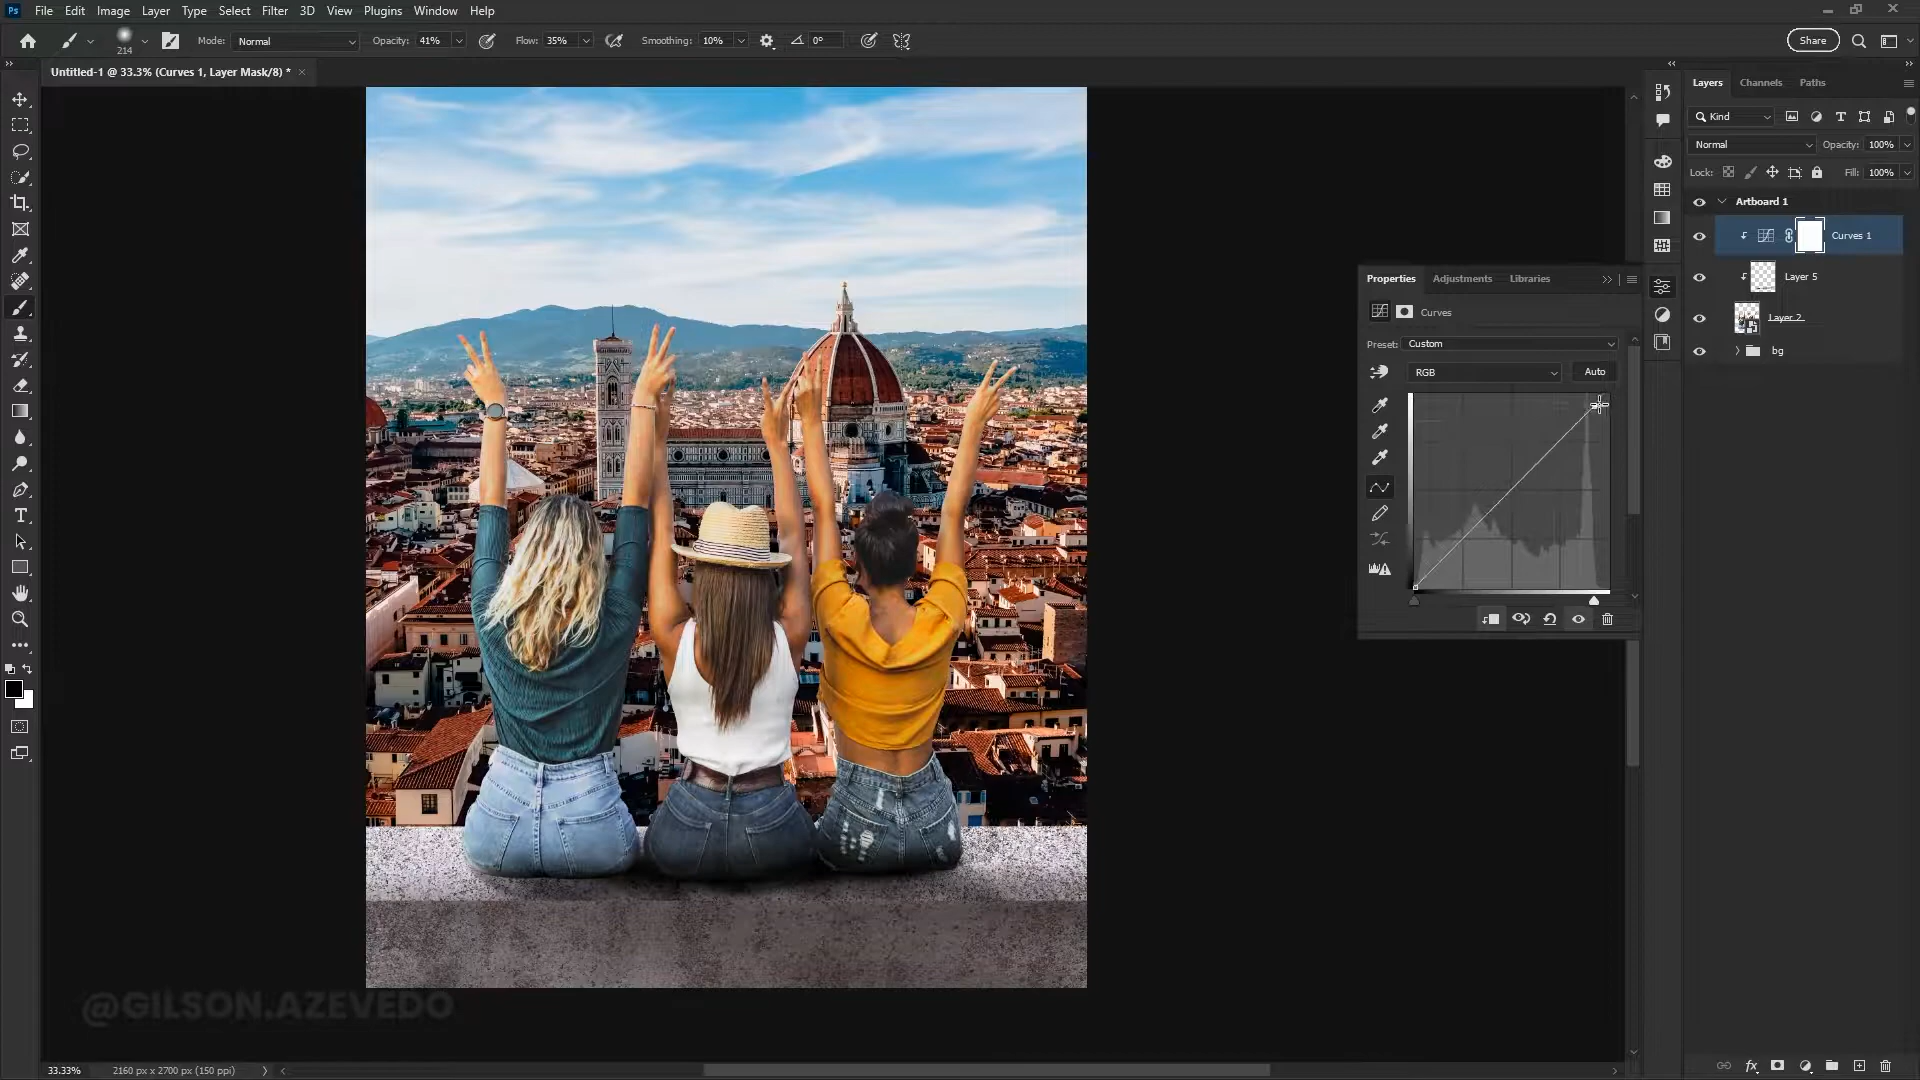 Ps File Edit Image Layer Type Select Filter 3D View Plugins Window Help
214 Mode: Normal Opacity: 41% Flow: 35% Smoothing: 10% 0° Share
Untitled-1 @ 33.3% (Curves 1, Layer Mask/8) * ×
Layers Channels Paths
Kind
Normal Opacity: 100%
Lock: Fill: 100%
Artboard 1
Curves 1
Layer 5
Layer 2
bg
Properties Adjustments Libraries
Curves
Preset: Custom
RGB Auto
@GILSON.AZEVEDO
33.33% 2160 px x 2700 px (150 ppi)